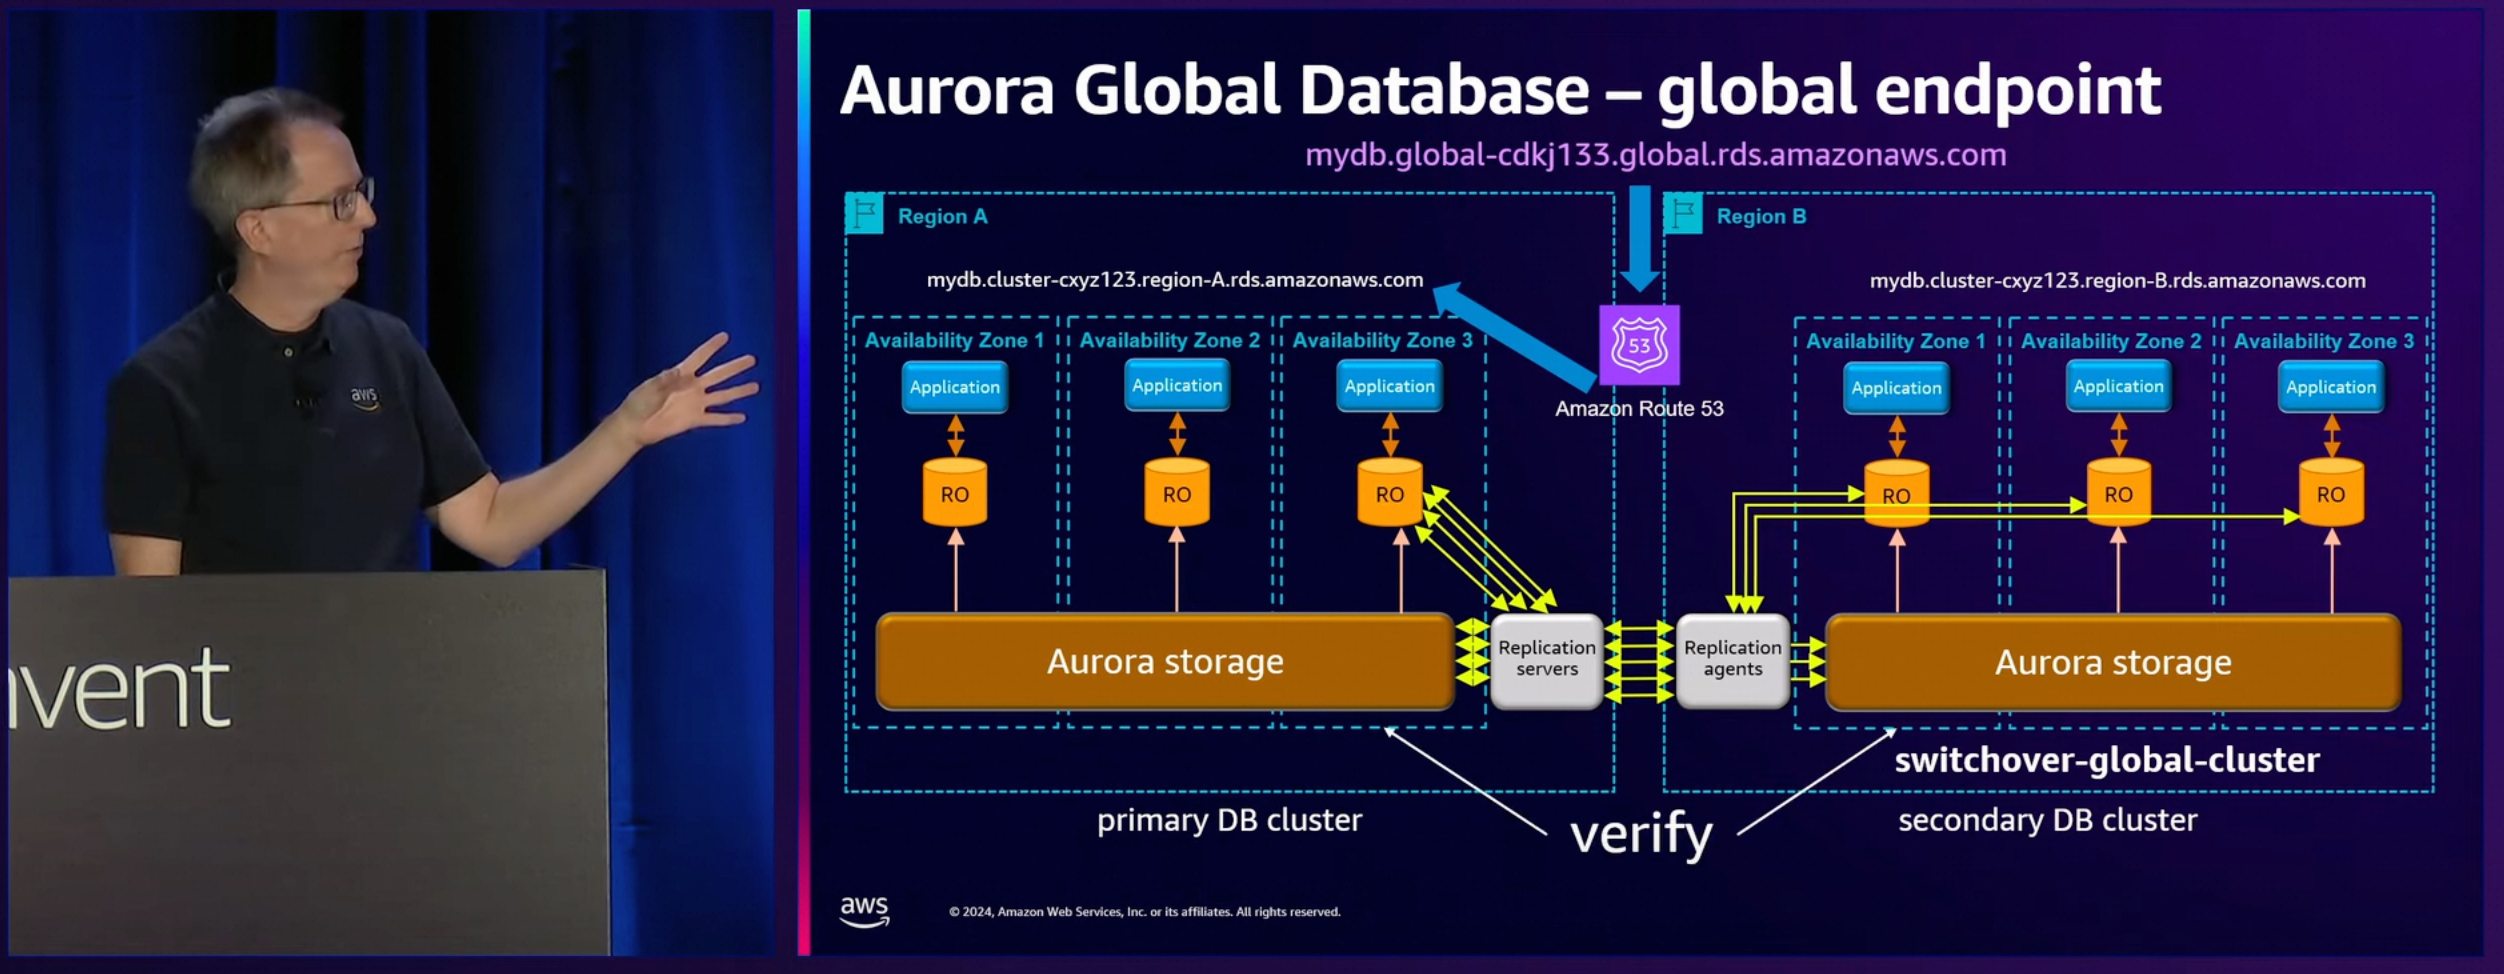 aws
nvent
Aurora Global Database – global endpoint
mydb.global-cdkj133.global.rds.amazonaws.com
Region A
Region B
mydb.cluster-cxyz123.region-A.rds.amazonaws.com
mydb.cluster-cxyz123.region-B.rds.amazonaws.com
53
Amazon Route 53
Availability Zone 1
Availability Zone 2
Availability Zone 3
Application
Application
Application
RO
RO
RO
Aurora storage
Replication
servers
Replication
agents
Availability Zone 1
Availability Zone 2
Availability Zone 3
Application
Application
Application
RO
RO
RO
Aurora storage
switchover-global-cluster
primary DB cluster
verify
secondary DB cluster
aws
© 2024, Amazon Web Services, Inc. or its affiliates. All rights reserved.